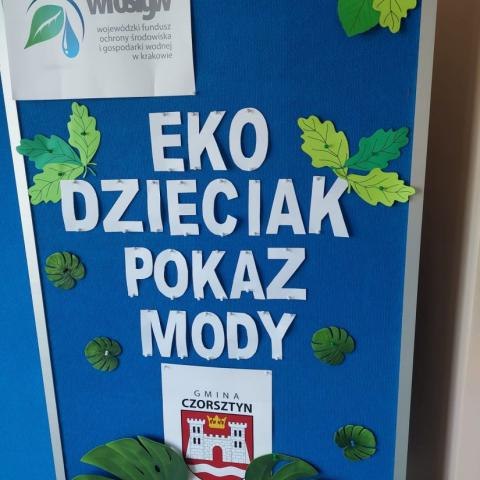 wfośigw
wojewódzki fundusz
ochrony środowiska
i gospodarki wodnej
w krakowie
EKO
DZIECIAK
POKAZ
MODY
GMINA
CZORSZTYN